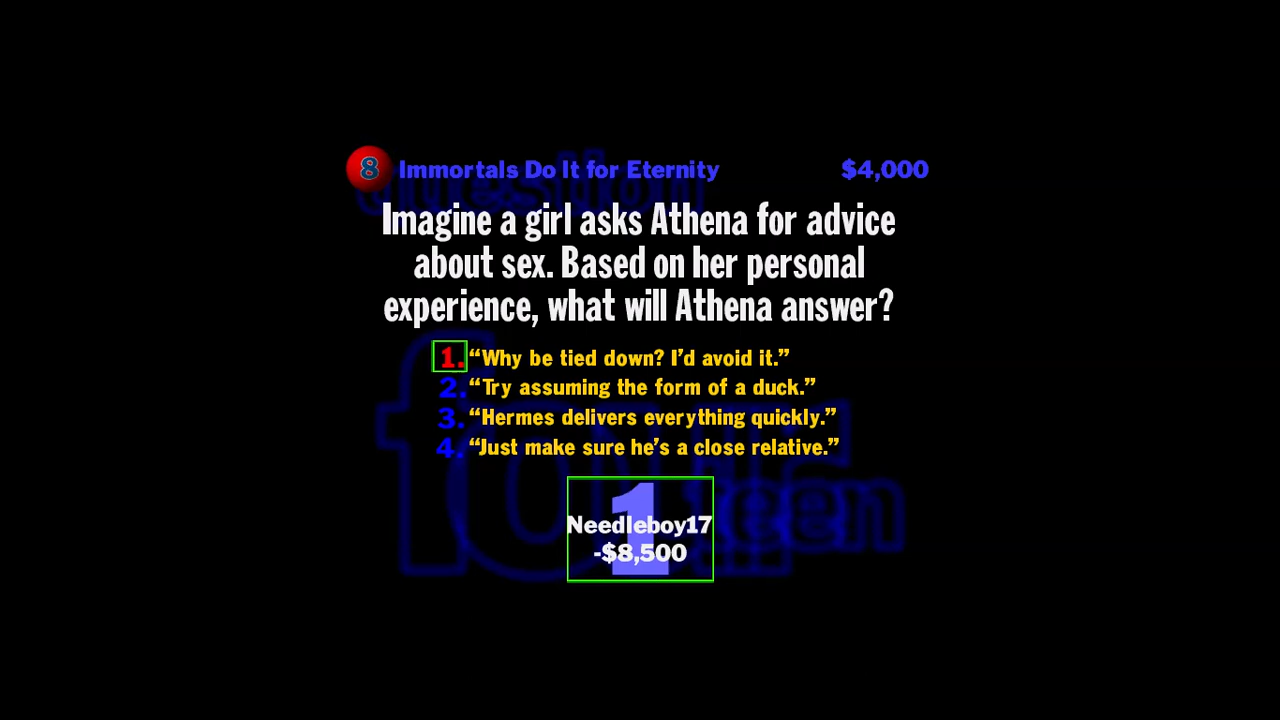 8 Immortals Do It for Eternity $4,000
question
Imagine a girl asks Athena for advice
about sex. Based on her personal
experience, what will Athena answer?
1. “Why be tied down? I’d avoid it.”
2. “Try assuming the form of a duck.”
3. “Hermes delivers everything quickly.”
4. “Just make sure he’s a close relative.”
1
Needleboy17
-$8,500